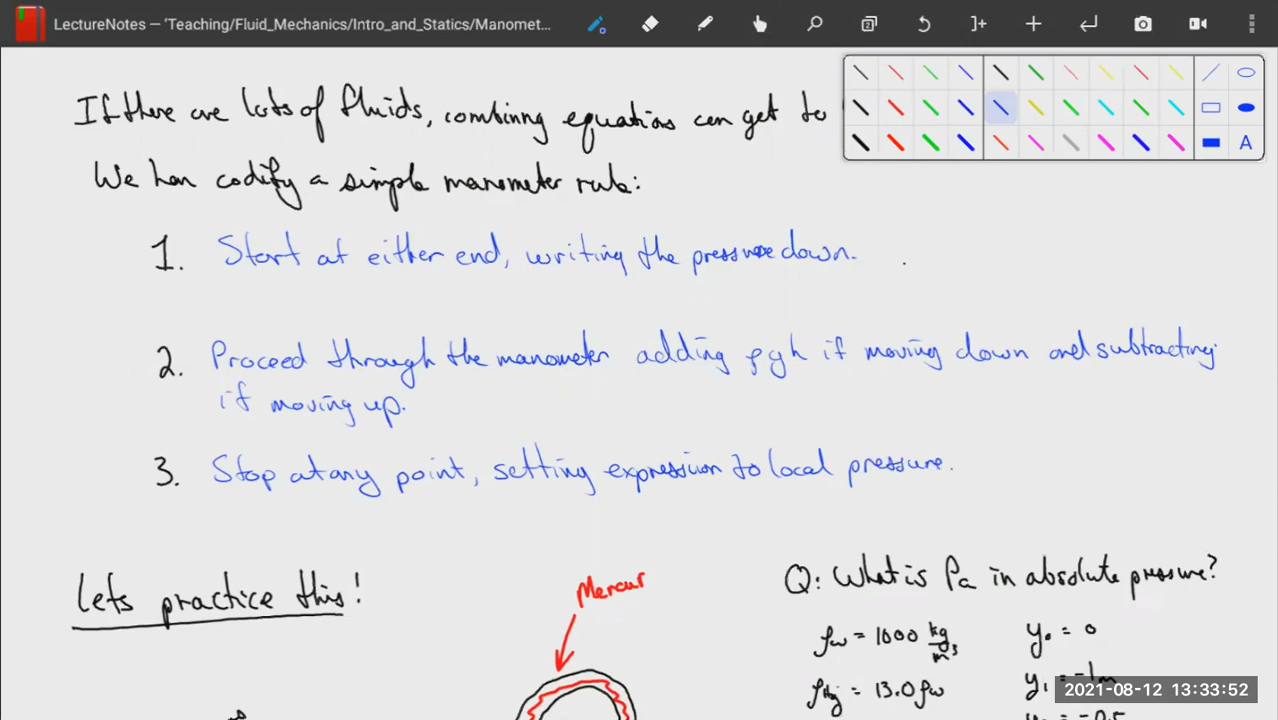 LectureNotes — ‘Teaching/Fluid_Mechanics/Intro_and_Statics/Manomet…
If there are lots of fluids, combining equations can get to
We can codify a simple manometer rule:
1. Start at either end, writing the pressure down.
2. Proceed through the manometer adding ρgh if moving down and subtracting
if moving up.
3. Stop at any point, setting expression to local pressure.
Lets practice this!
Mercur
Q: What is Pa in absolute pressure?
ρw = 1000 kg/m³ y₀ = 0
ρHg = 13.0ρw y₁ = -1m
2021-08-12 13:33:52